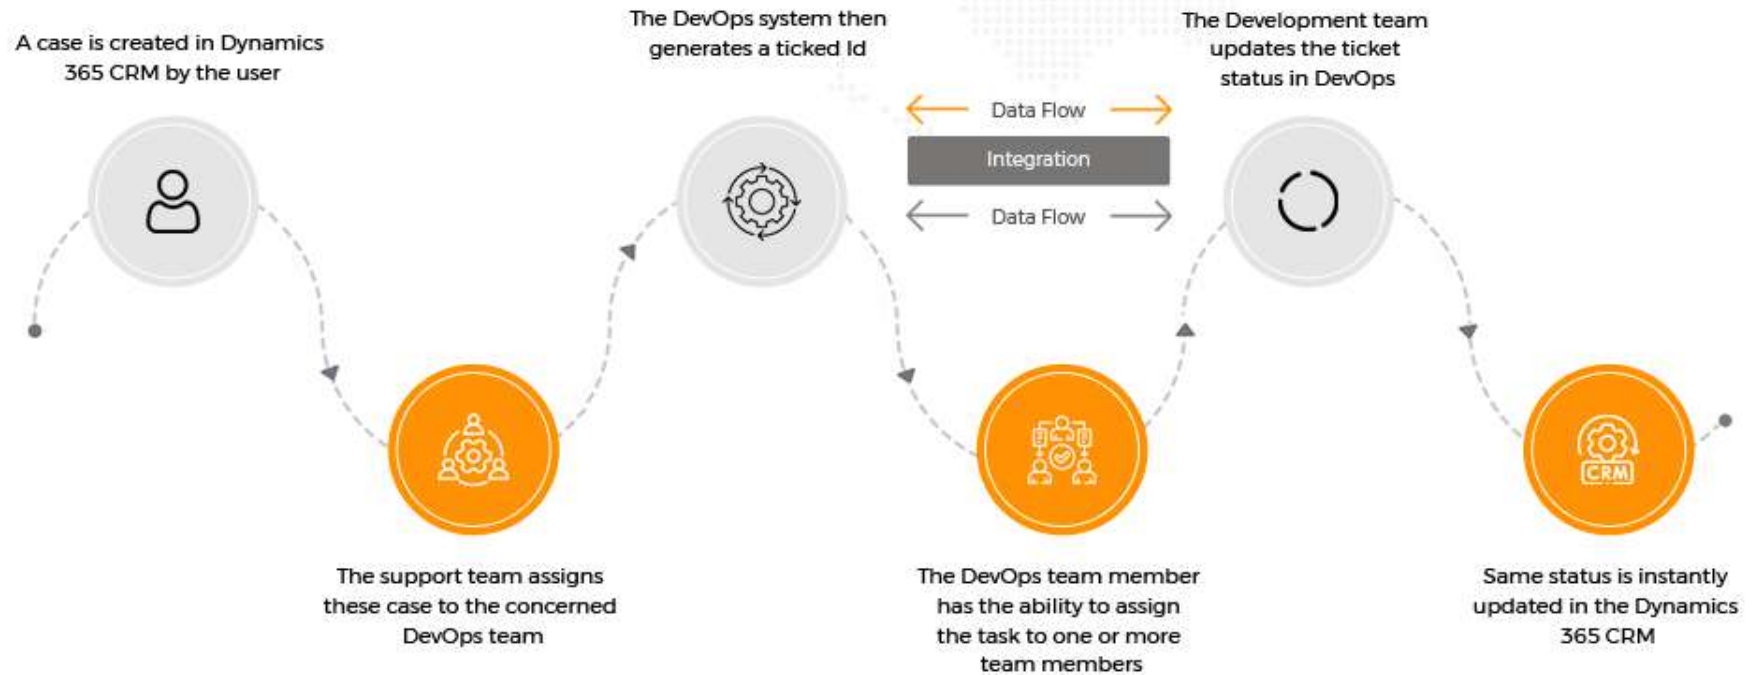 A case is created in Dynamics
365 CRM by the user
The support team assigns
these case to the concerned
DevOps team
The DevOps system then
generates a ticked Id
Data Flow
Integration
Data Flow
The DevOps team member
has the ability to assign
the task to one or more
team members
The Development team
updates the ticket
status in DevOps
CRM
Same status is instantly
updated in the Dynamics
365 CRM